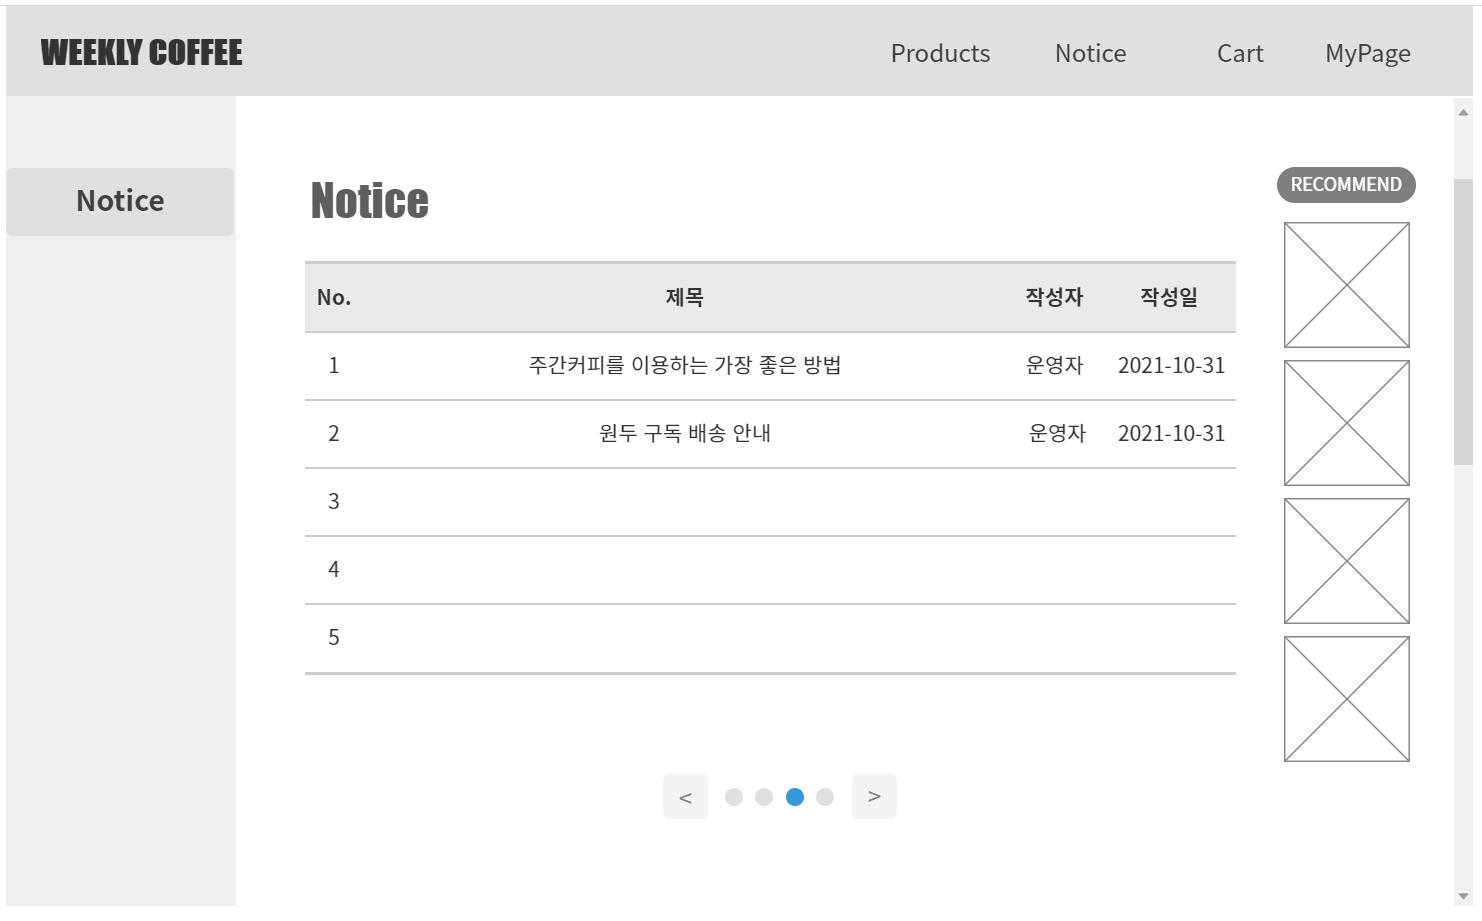 WEEKLY COFFEE Products Notice Cart MyPage
Notice
Notice
RECOMMEND
No. 제목 작성자 작성일
1 주간커피를 이용하는 가장 좋은 방법 운영자 2021-10-31
2 원두 구독 배송 안내 운영자 2021-10-31
3
4
5
< >